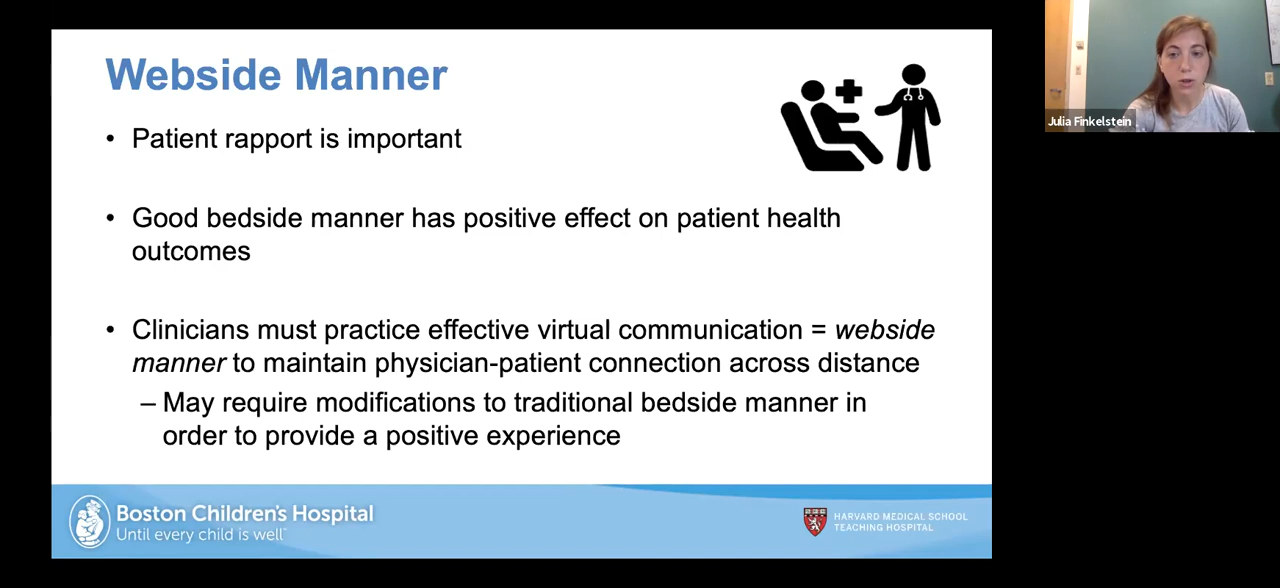 Webside Manner
• Patient rapport is important
• Good bedside manner has positive effect on patient health
outcomes
• Clinicians must practice effective virtual communication = webside
manner to maintain physician-patient connection across distance
– May require modifications to traditional bedside manner in
order to provide a positive experience
Boston Children's Hospital
Until every child is well™
HARVARD MEDICAL SCHOOL
TEACHING HOSPITAL
Julia Finkelstein